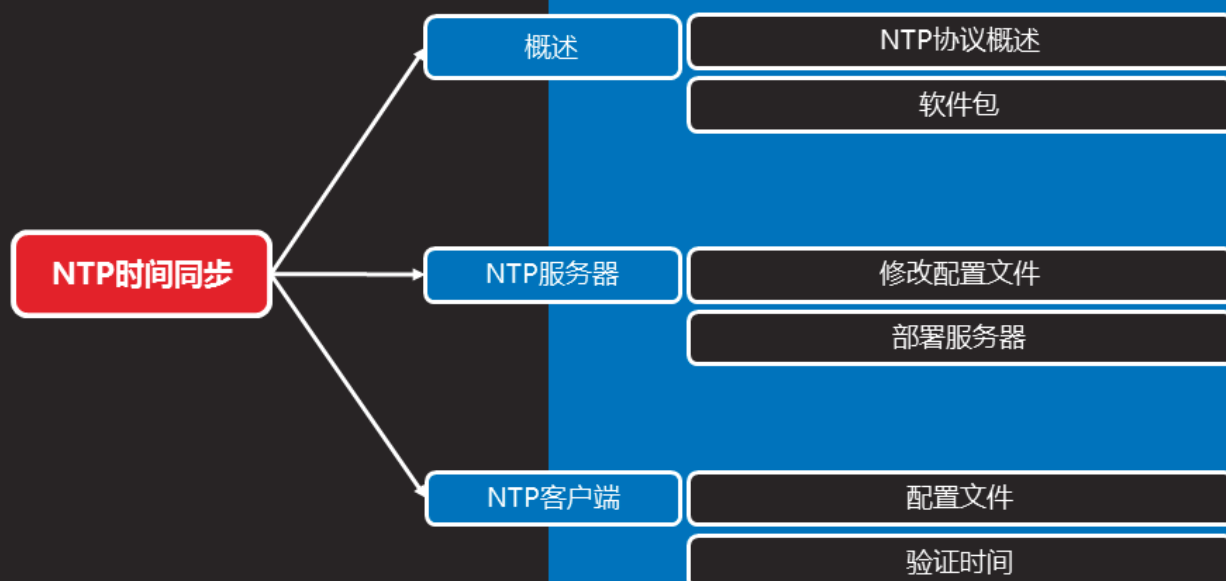 NTP时间同步
概述
NTP协议概述
软件包
NTP服务器
修改配置文件
部署服务器
NTP客户端
配置文件
验证时间